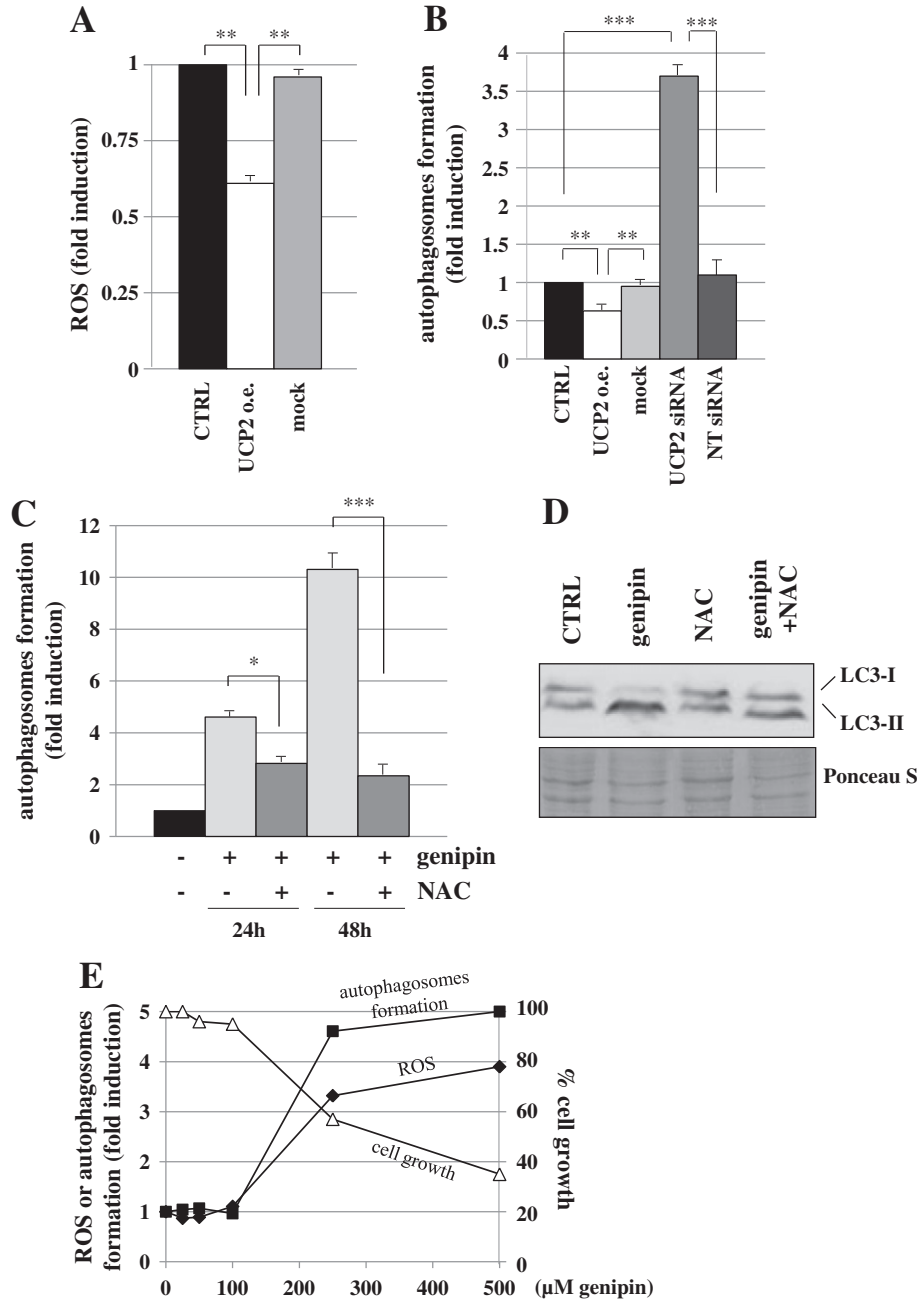 A
** **
ROS (fold induction)
1
0.75
0.5
0.25
0
CTRL
UCP2 o.e.
mock
B
*** ***
** **
autophagosomes formation
(fold induction)
4
3.5
3
2.5
2
1.5
1
0.5
0
CTRL
UCP2 o.e.
mock
UCP2 siRNA
NT siRNA
C
***
*
autophagosomes formation
(fold induction)
12
10
8
6
4
2
0
- + + + + genipin
- - + - + NAC
24h 48h
D
CTRL
genipin
NAC
genipin
+NAC
LC3-I
LC3-II
Ponceau S
E
autophagosomes
formation
ROS
cell growth
ROS or autophagosomes
formation (fold induction)
5
4
3
2
1
0
100
80
60
40
20
0
% cell growth
0 100 200 300 400 500 (µM genipin)